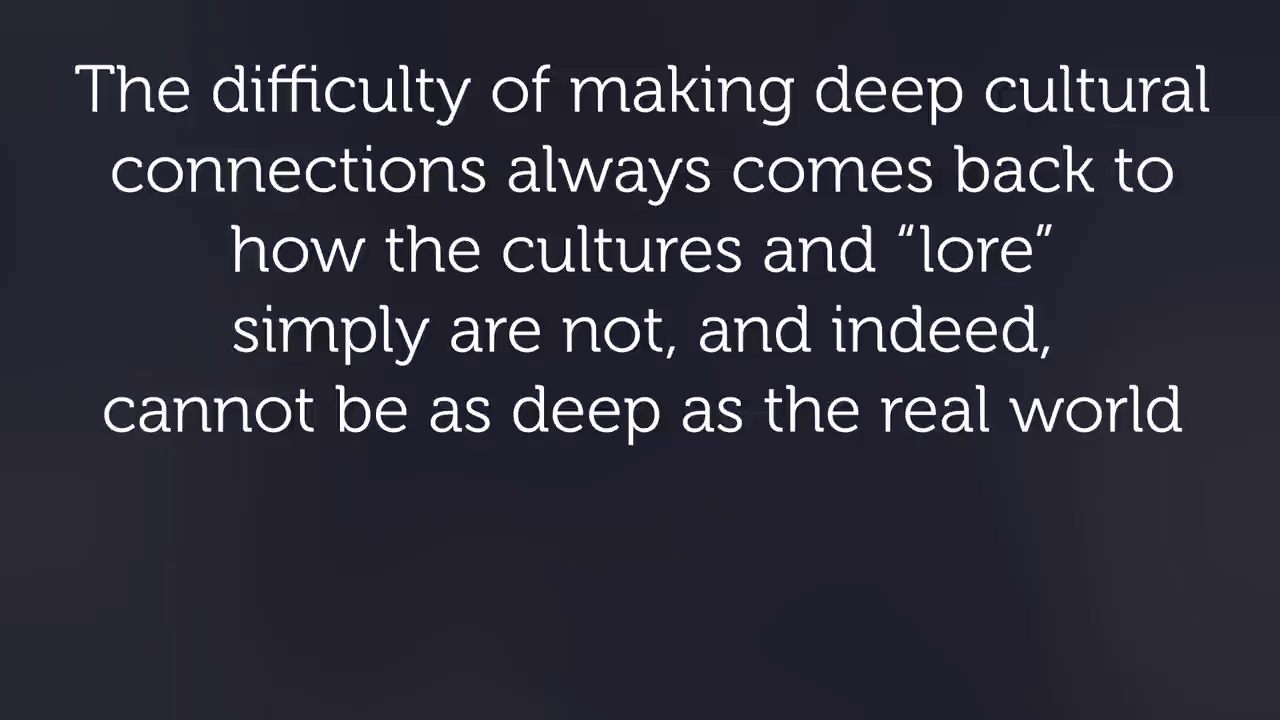 The difficulty of making deep cultural
connections always comes back to
how the cultures and “lore”
simply are not, and indeed,
cannot be as deep as the real world